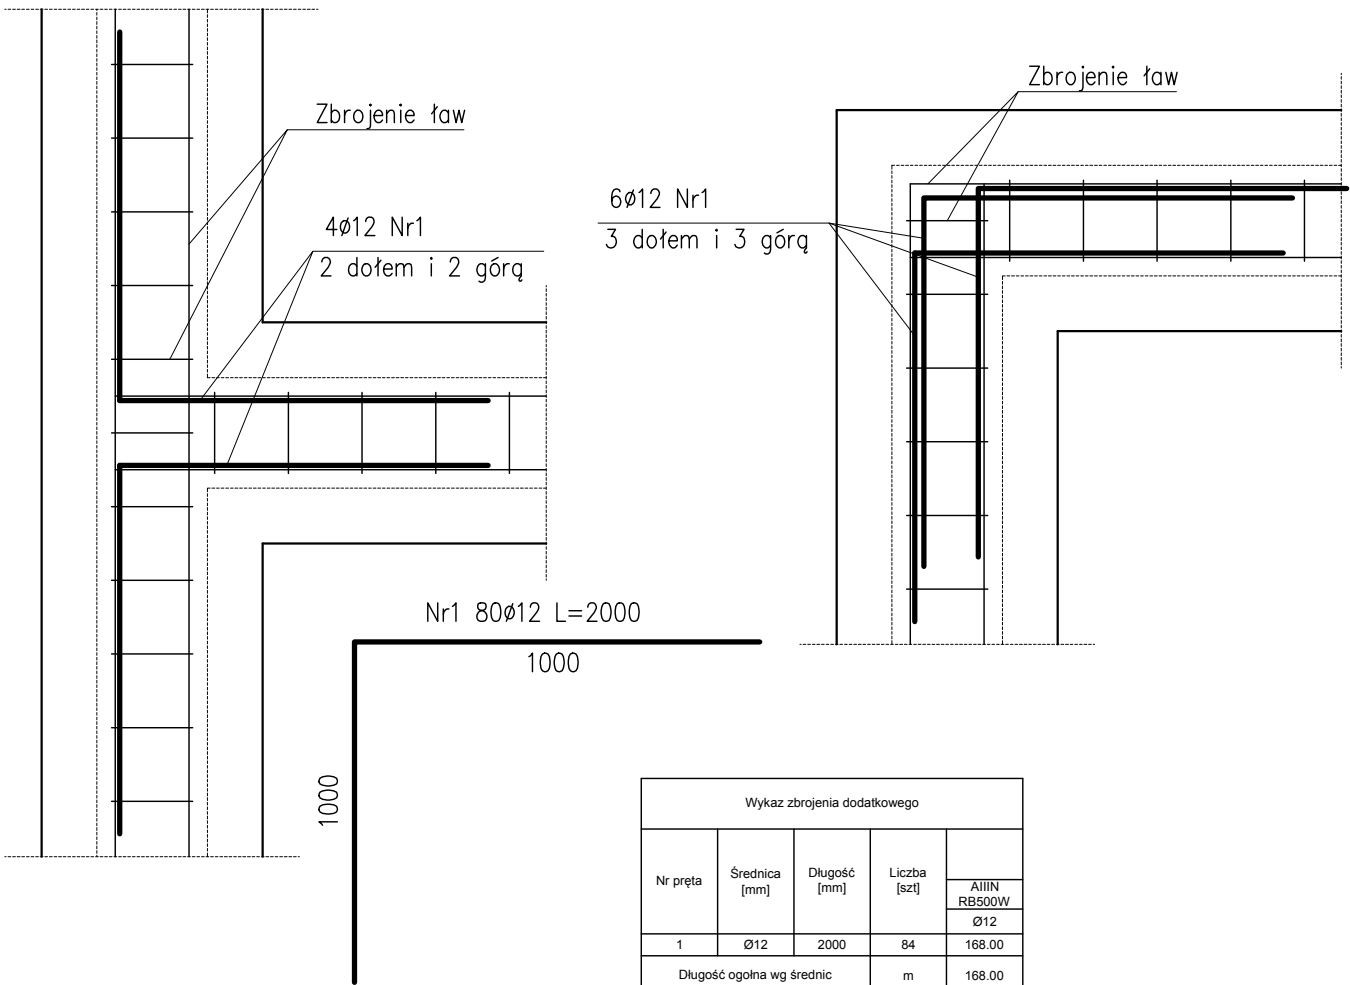 Zbrojenie ław
4ø12 Nr1
2 dołem i 2 górą
Zbrojenie ław
6ø12 Nr1
3 dołem i 3 górą
Nr1 80ø12 L=2000
1000
1000
Wykaz zbrojenia dodatkowego
Nr pręta Średnica [mm] Długość [mm] Liczba [szt] AIIIN RB500W
Ø12
1 Ø12 2000 84 168.00
Długość ogołna wg średnic m 168.00